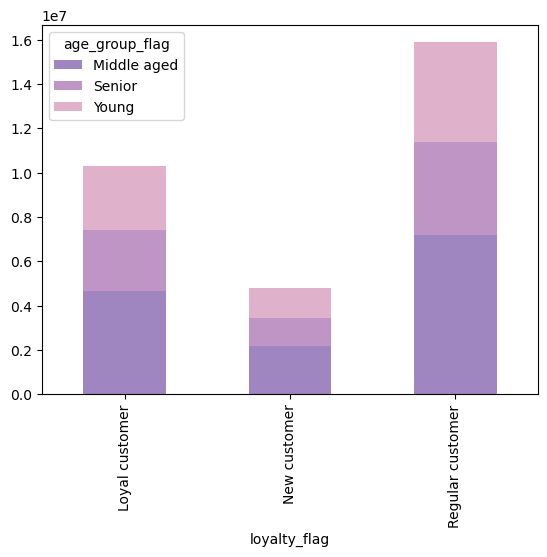 1e7
age_group_flag
Middle aged
Senior
Young
1.6
1.4
1.2
1.0
0.8
0.6
0.4
0.2
0.0
Loyal customer
New customer
Regular customer
loyalty_flag